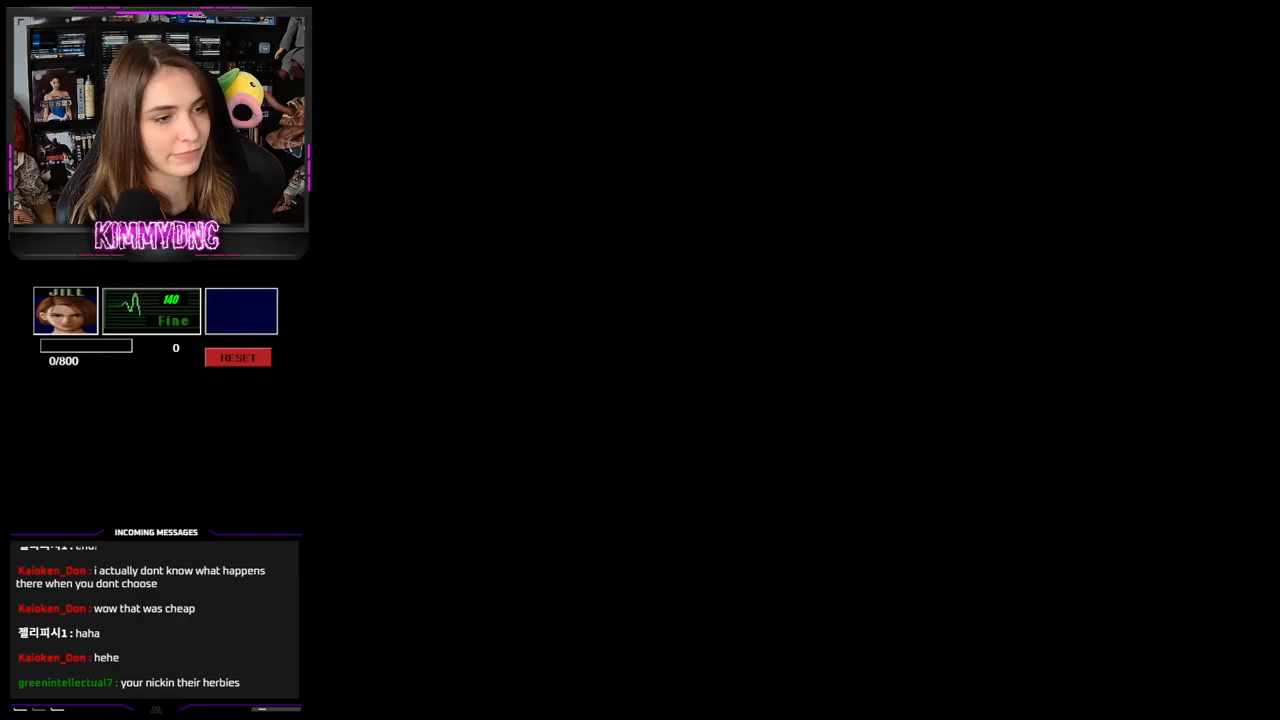 KIMMYDNG
JILL
140
Fine
0/800
0
RESET
INCOMING MESSAGES
Kaioken_Don : i actually dont know what happens
there when you dont choose
Kaioken_Don : wow that was cheap
젤리피시1 : haha
Kaioken_Don : hehe
greenintellectual7 : your nickin their herbies